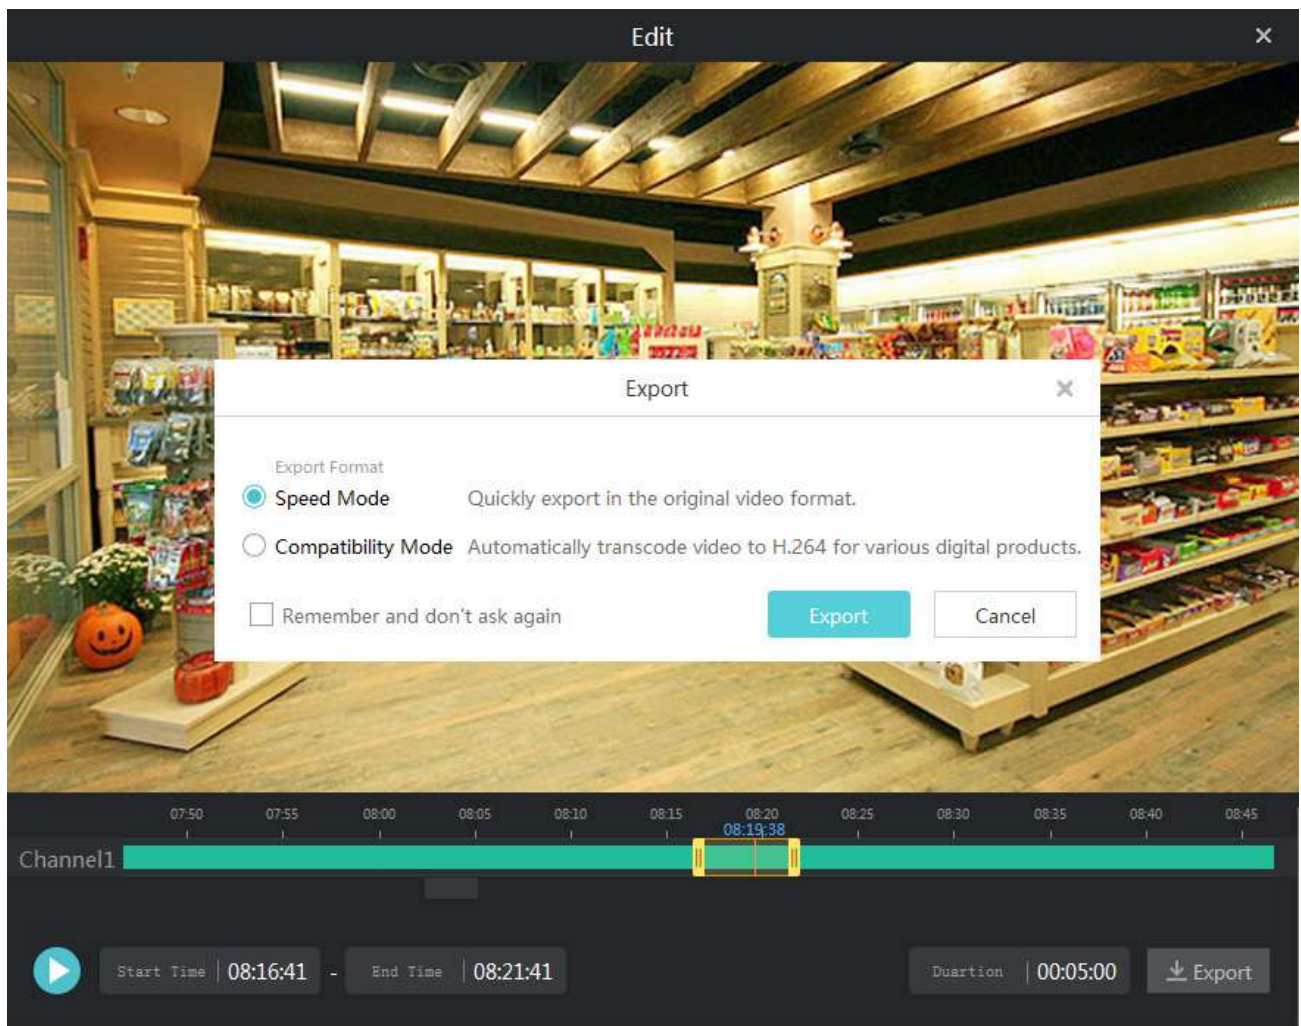 Edit
Export
Export Format
Speed Mode Quickly export in the original video format.
Compatibility Mode Automatically transcode video to H.264 for various digital products.
Remember and don't ask again Export Cancel
07:50 07:55 08:00 08:05 08:10 08:15 08:20 08:25 08:30 08:35 08:40 08:45
08:19:38
Channel1
Start Time 08:16:41 - End Time 08:21:41 Duartion 00:05:00 Export